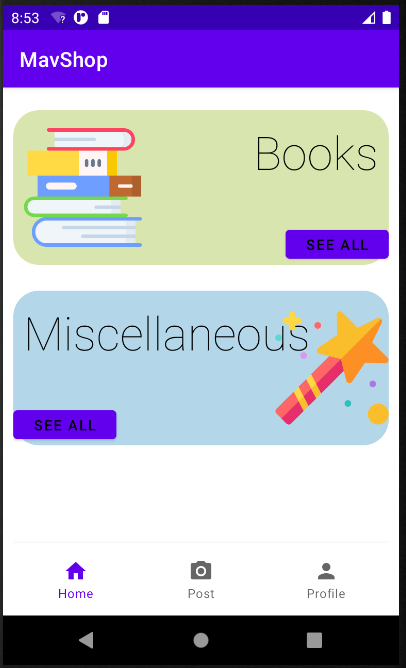 8:53
MavShop
Books
SEE ALL
Miscellaneous
SEE ALL
Home
Post
Profile